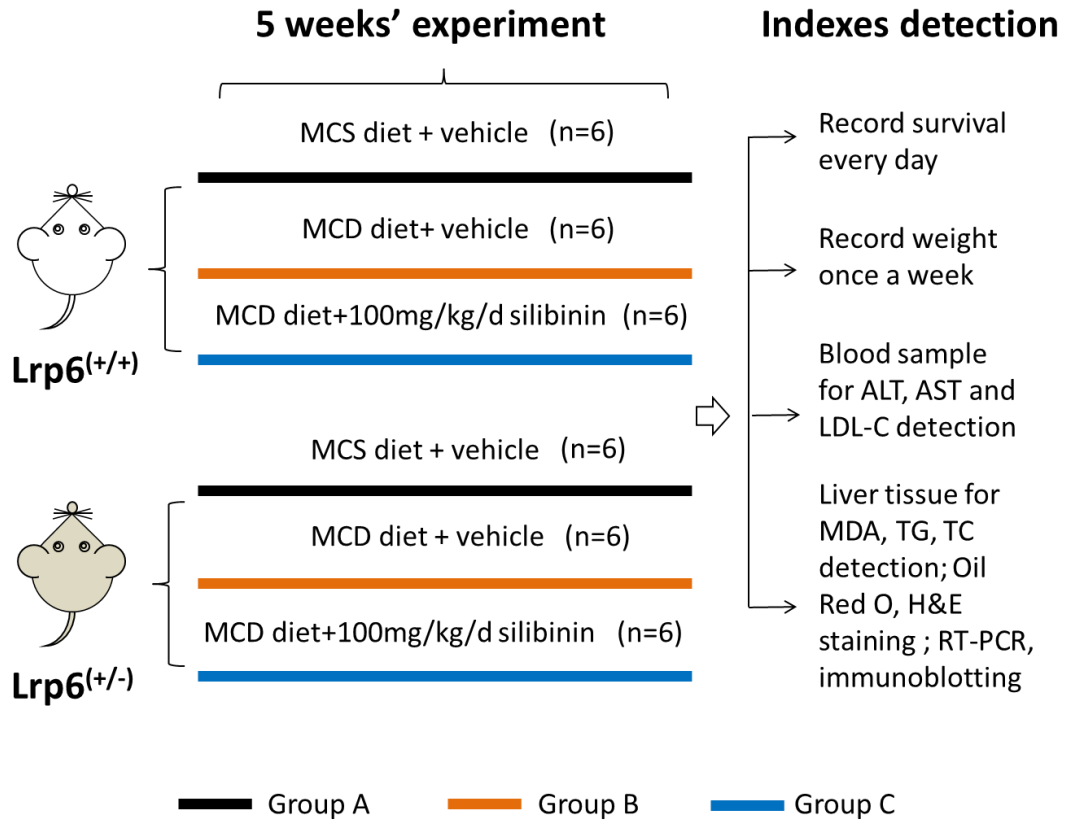 5 weeks' experiment
Indexes detection
MCS diet + vehicle (n=6)
MCD diet+ vehicle (n=6)
MCD diet+100mg/kg/d silibinin (n=6)
Lrp6(+/+)
MCS diet + vehicle (n=6)
MCD diet + vehicle (n=6)
MCD diet+100mg/kg/d silibinin (n=6)
Lrp6(+/-)
Record survival
every day
Record weight
once a week
Blood sample
for ALT, AST and
LDL-C detection
Liver tissue for
MDA, TG, TC
detection; Oil
Red O, H&E
staining ; RT-PCR,
immunoblotting
Group A
Group B
Group C